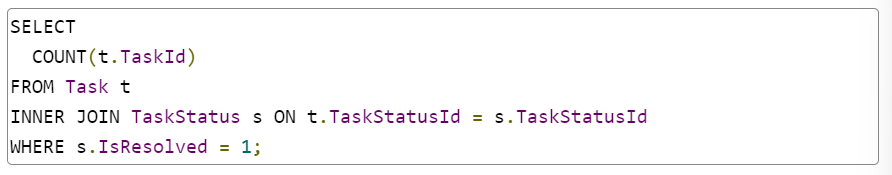 SELECT
  COUNT(t.TaskId)
FROM Task t
INNER JOIN TaskStatus s ON t.TaskStatusId = s.TaskStatusId
WHERE s.IsResolved = 1;